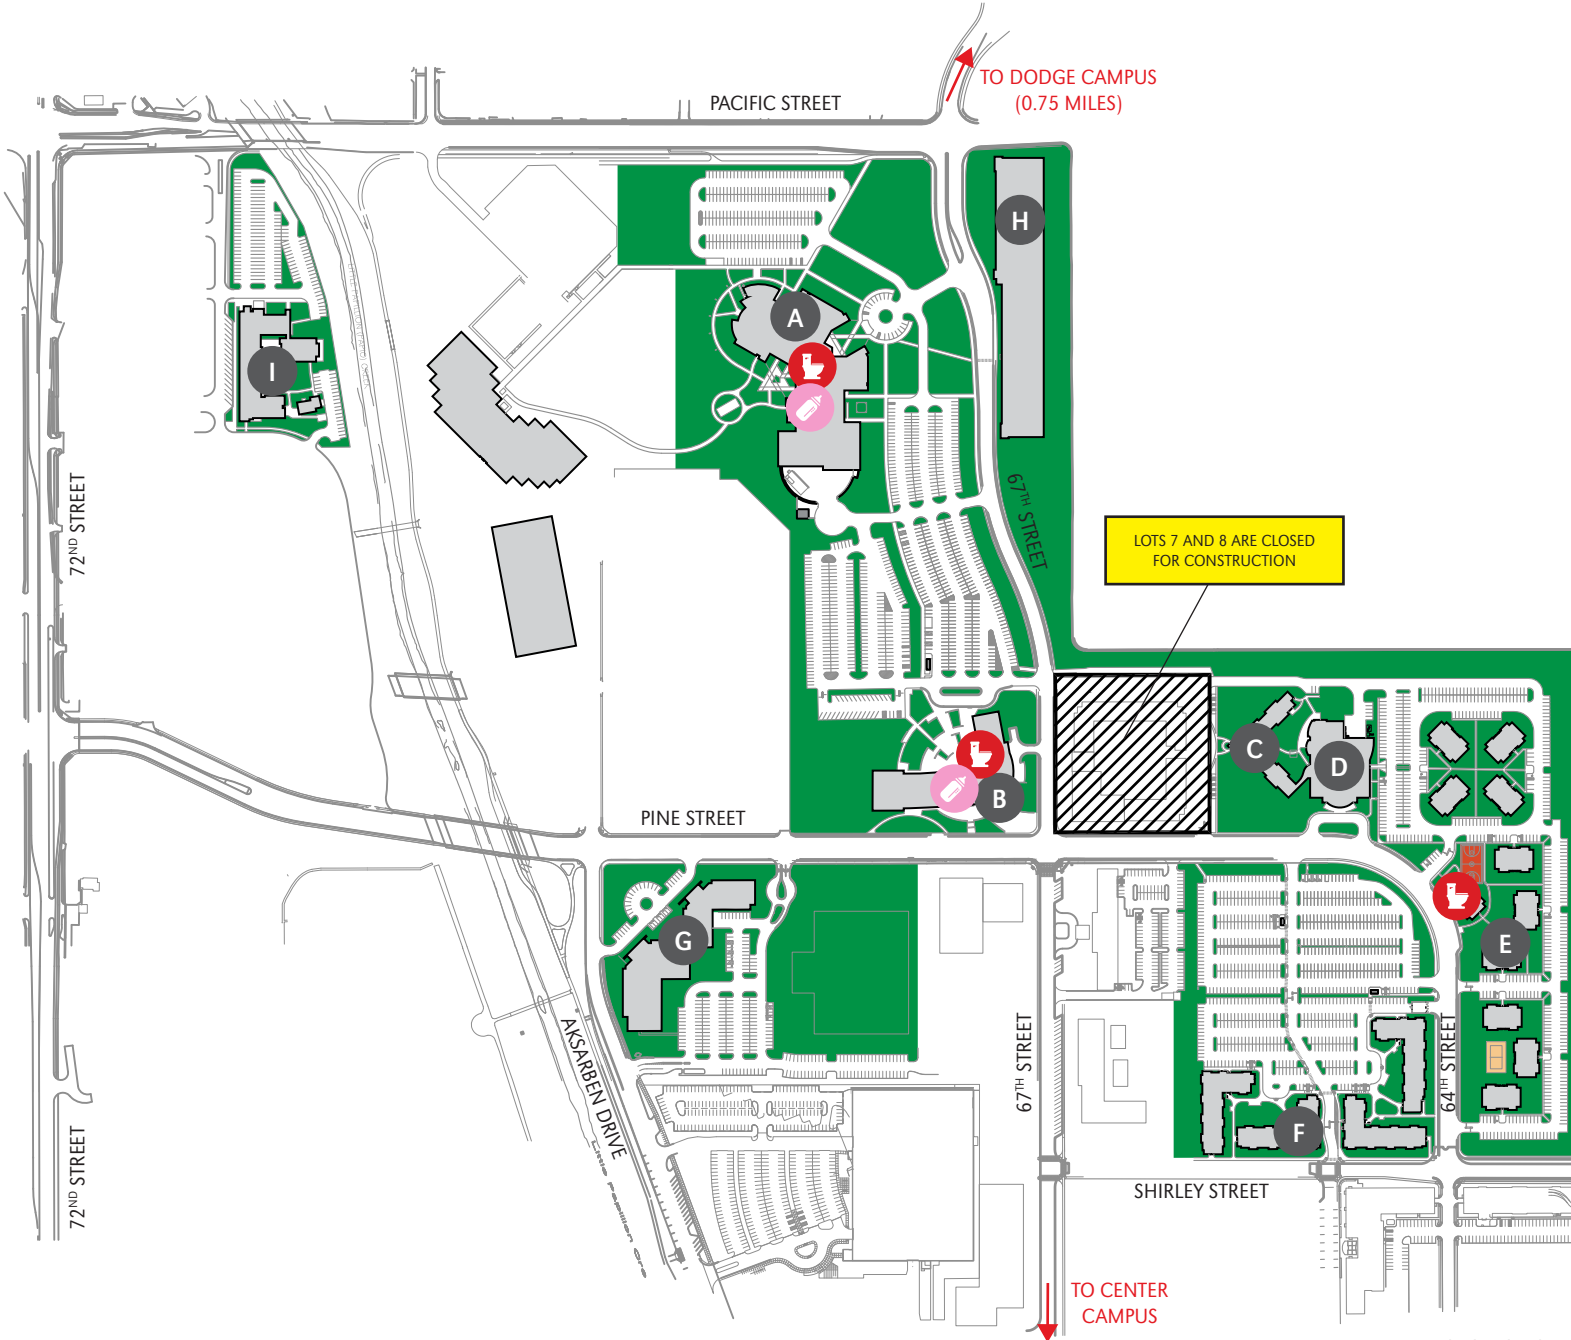 TO DODGE CAMPUS
(0.75 MILES)
PACIFIC STREET
H
A
I
72ND STREET
67TH STREET
LOTS 7 AND 8 ARE CLOSED
FOR CONSTRUCTION
C
D
B
PINE STREET
G
E
AKSARBEN DRIVE
67TH STREET
64TH STREET
F
72ND STREET
SHIRLEY STREET
TO CENTER
CAMPUS